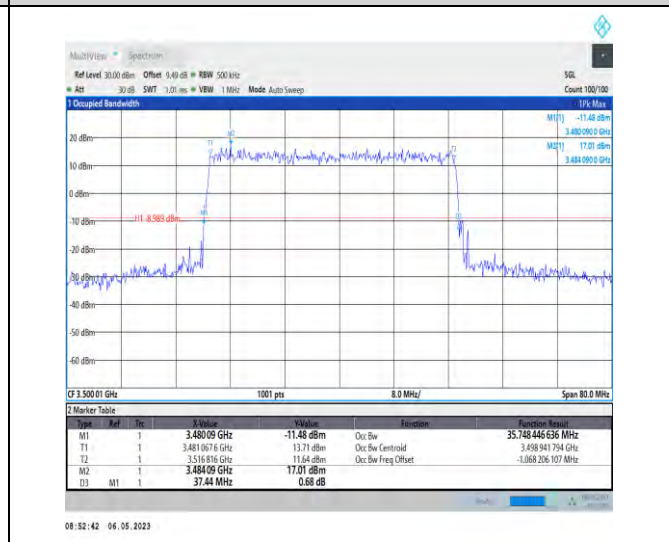 MultiView Spectrum
Ref Level 30.00 dBm Offset 9.49 dB RBW 500 kHz SGL
Att 30 dB SWT 1.01 ms VBW 1 MHz Mode Auto Sweep Count 100/100
1 Occupied Bandwidth 1Pk Max
M1[1] -11.48 dBm
3.480 090 0 GHz
M2[1] 17.01 dBm
3.484 090 0 GHz
20 dBm
10 dBm
0 dBm
-10 dBm
H1 -8.989 dBm
-20 dBm
-30 dBm
-40 dBm
-50 dBm
-60 dBm
T1
M2
T2
M1
CF 3.500 01 GHz 1001 pts 8.0 MHz/ Span 80.0 MHz
2 Marker Table
Type Ref Trc X-Value Y-Value Function Function Result
M1 1 3.480 09 GHz -11.48 dBm Occ Bw 35.748 446 636 MHz
T1 1 3.481 067 6 GHz 13.71 dBm Occ Bw Centroid 3.498 941 794 GHz
T2 1 3.516 816 GHz 11.64 dBm Occ Bw Freq Offset -1.068 206 107 MHz
M2 1 3.484 09 GHz 17.01 dBm
D3 M1 1 37.44 MHz 0.68 dB
08:52:42 06.05.2023